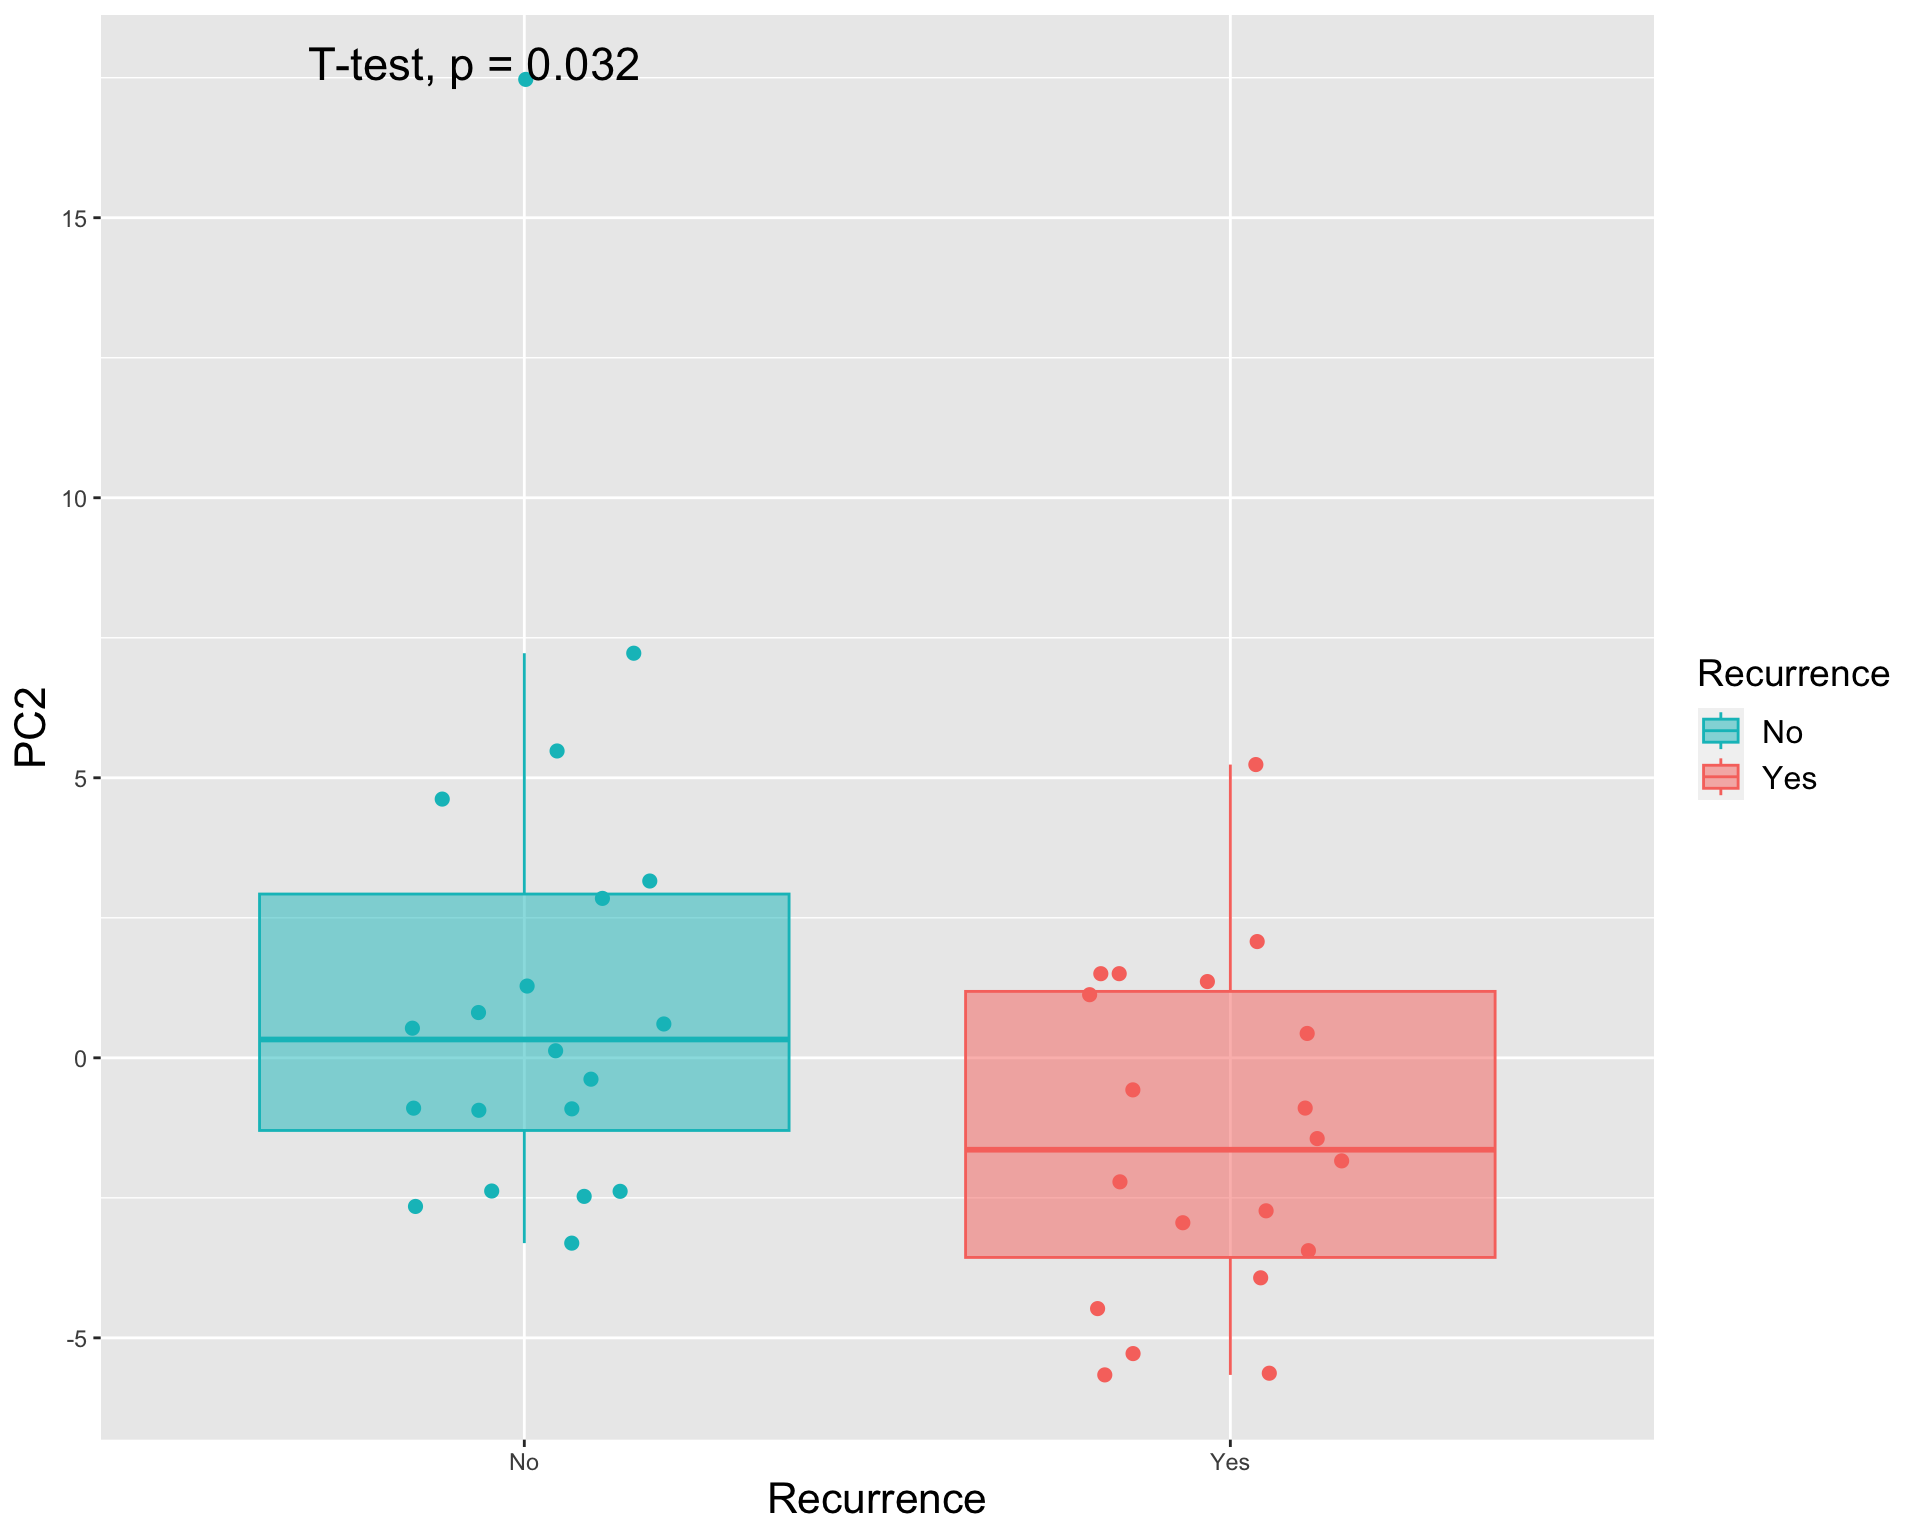 T-test, p = 0.032
15
10
5
0
-5
PC2
No
Yes
Recurrence
Recurrence
No
Yes